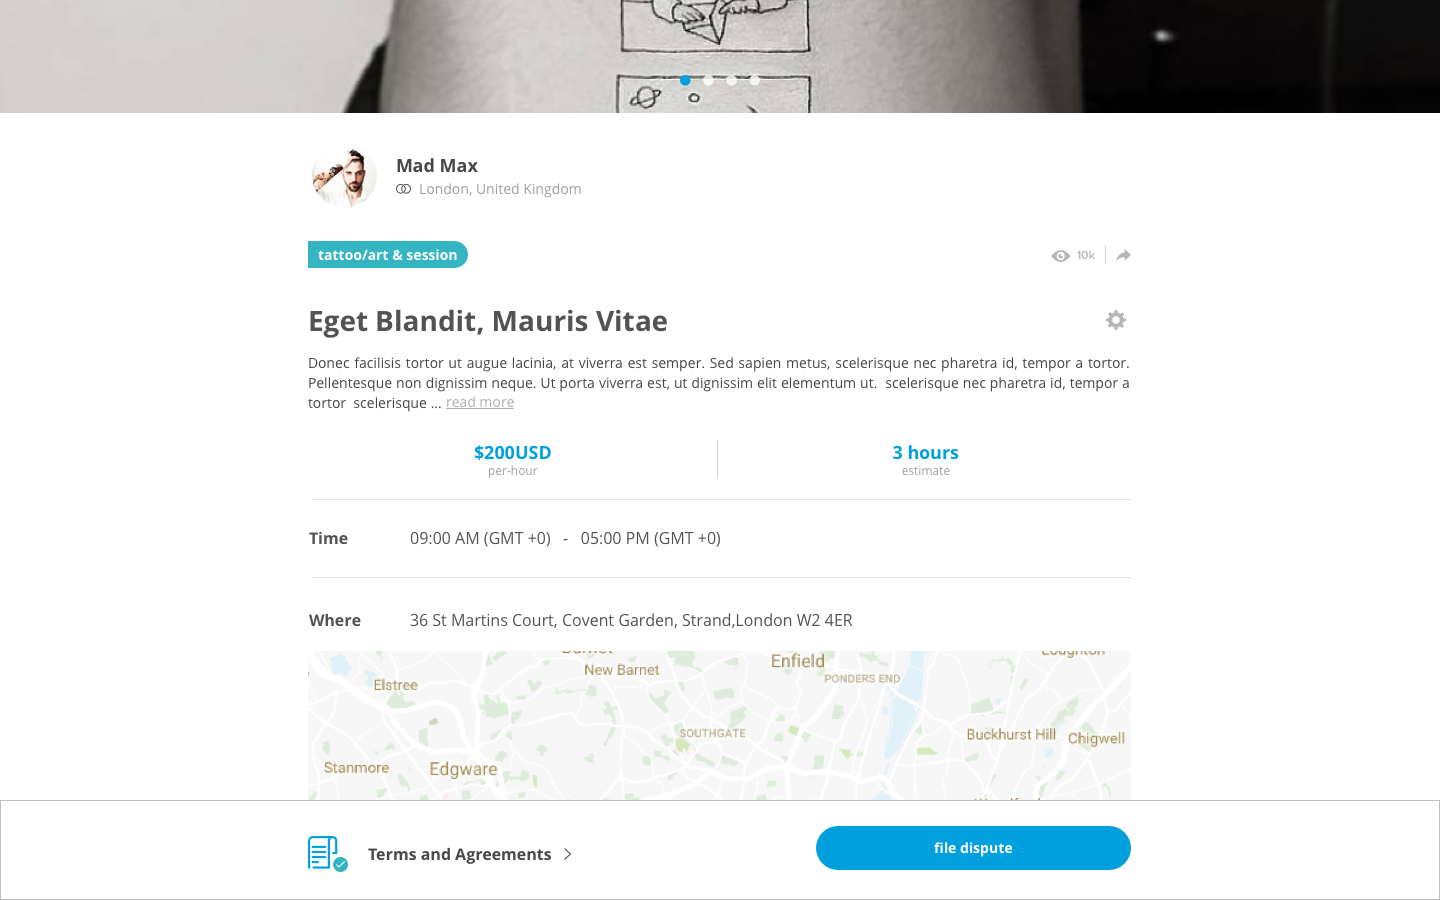 Mad Max
London, United Kingdom
tattoo/art & session
10k
Eget Blandit, Mauris Vitae
Donec facilisis tortor ut augue lacinia, at viverra est semper. Sed sapien metus, scelerisque nec pharetra id, tempor a tortor.
Pellentesque non dignissim neque. Ut porta viverra est, ut dignissim elit elementum ut.  scelerisque nec pharetra id, tempor a
tortor  scelerisque ... read more
$200USD
per-hour
3 hours
estimate
Time
09:00 AM (GMT +0)   -   05:00 PM (GMT +0)
Where
36 St Martins Court, Covent Garden, Strand,London W2 4ER
Loughton
New Barnet
Enfield
PONDERS END
Elstree
SOUTHGATE
Buckhurst Hill
Chigwell
Stanmore
Edgware
Terms and Agreements
file dispute